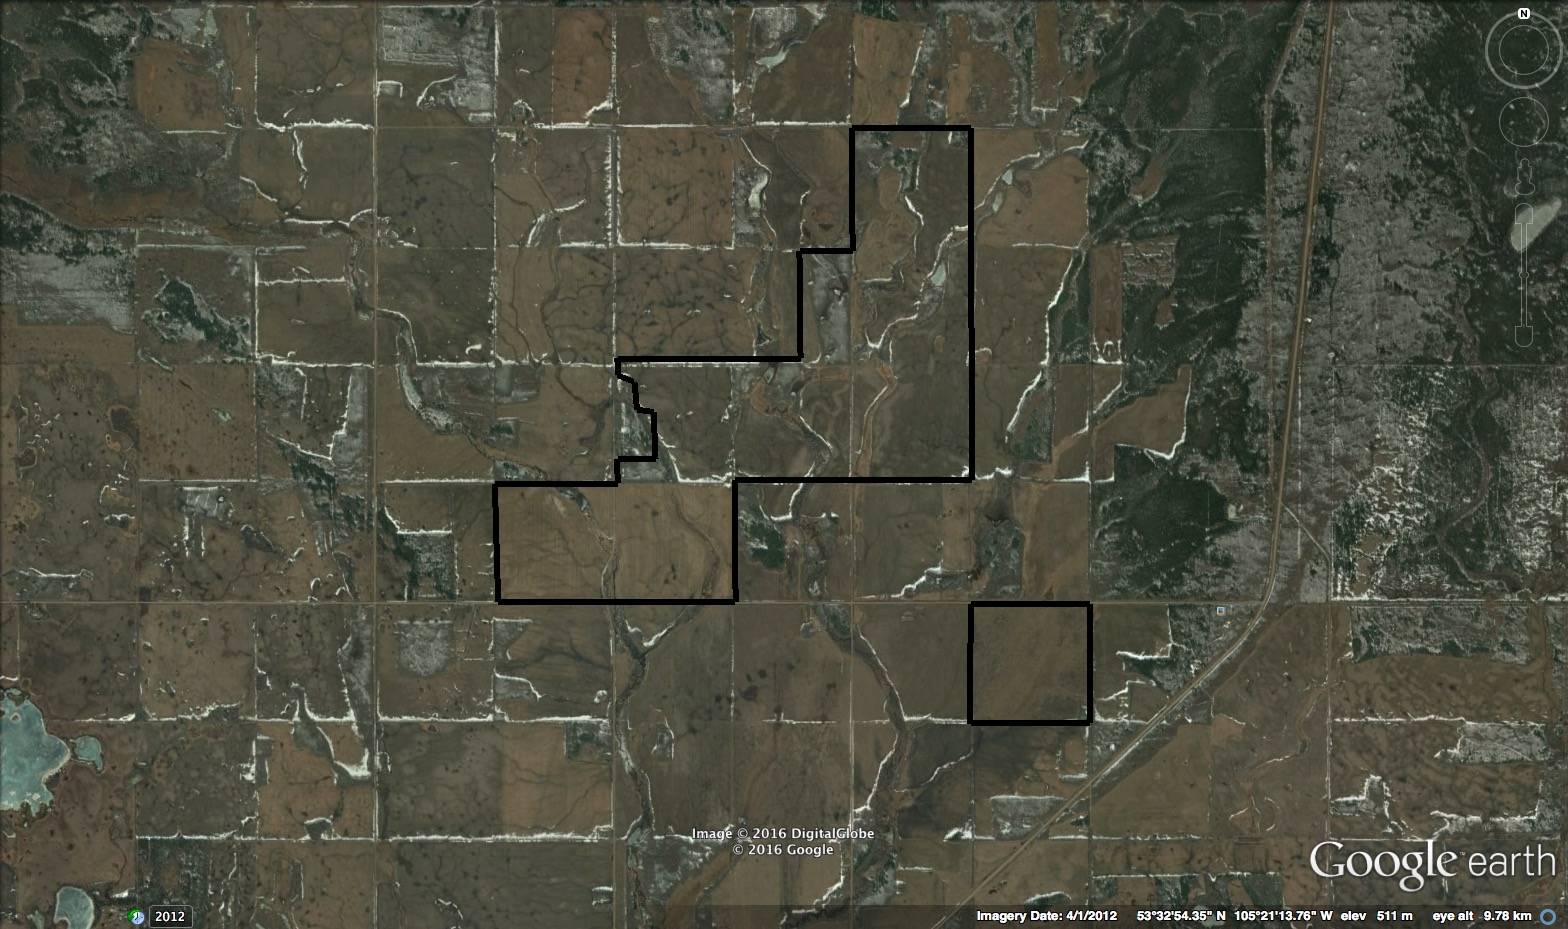 N
Image © 2016 DigitalGlobe
© 2016 Google
Google earth
2012
Imagery Date: 4/1/2012 53°32'54.35" N 105°21'13.76" W elev 511 m eye alt 9.78 km